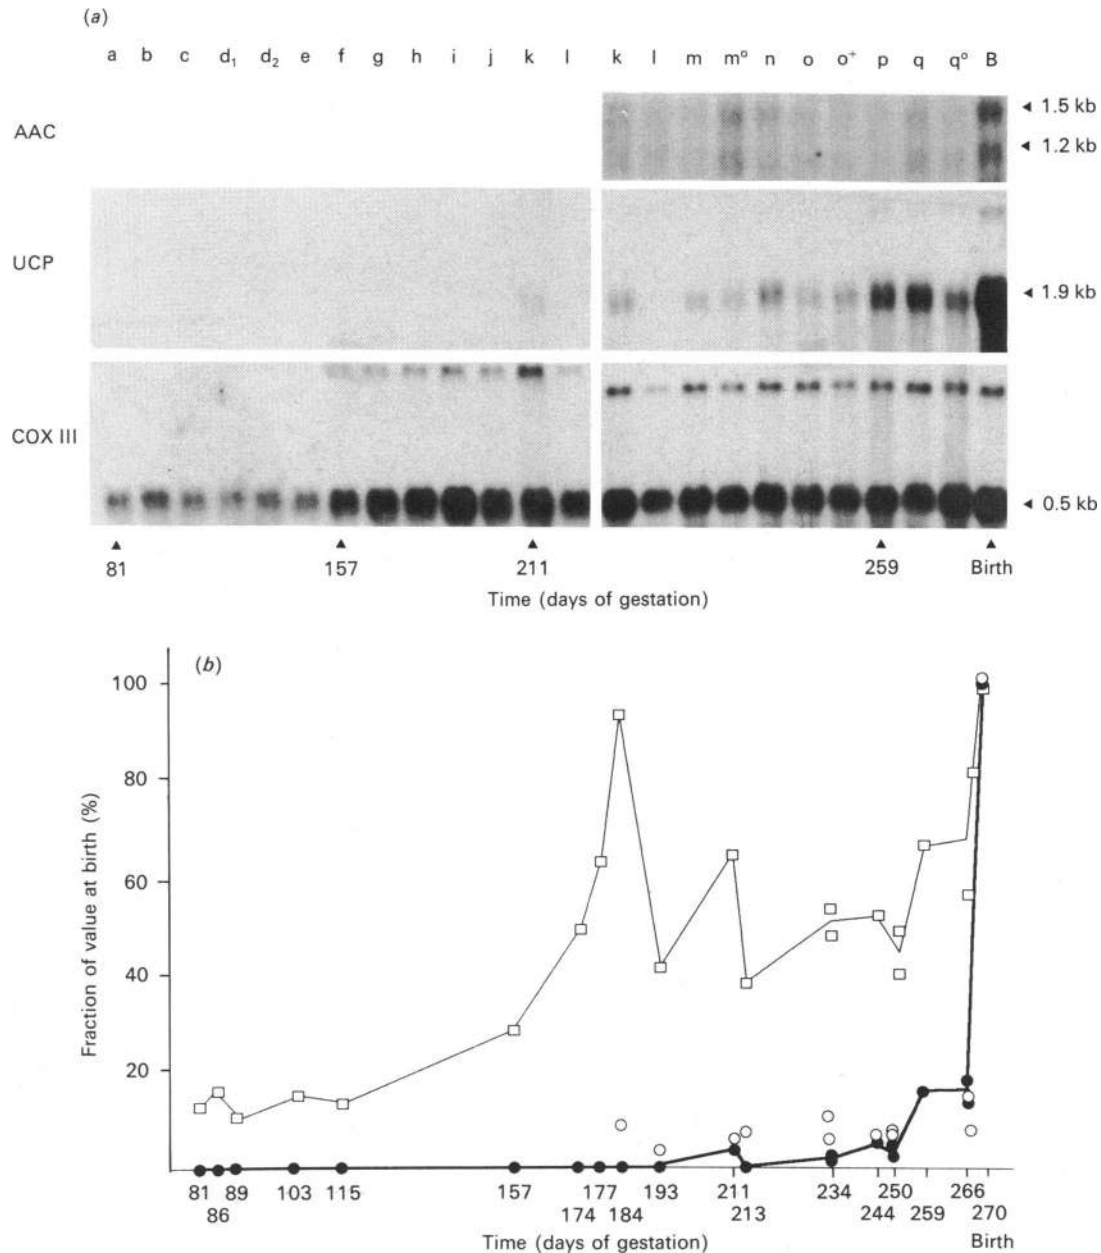 (a)
a b c d₁ d₂ e f g h i j k l k l m m° n o o⁺ p q q° B
AAC
◄ 1.5 kb
◄ 1.2 kb
UCP
◄ 1.9 kb
COX III
◄ 0.5 kb
▲ ▲ ▲ ▲ ▲
81 157 211 259 Birth
Time (days of gestation)
(b)
Fraction of value at birth (%)
100
80
60
40
20
81 89 103 115 157 177 193 211 234 250 266
86 174 184 213 244 259 270
Time (days of gestation) Birth